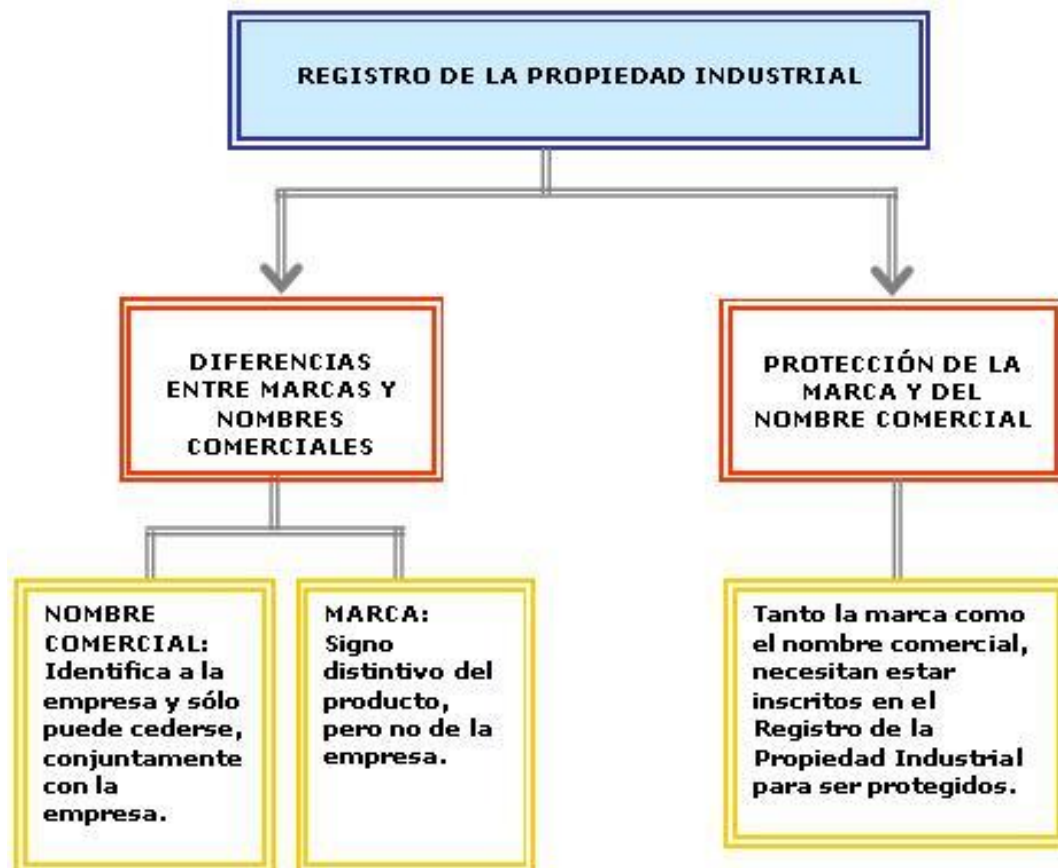 REGISTRO DE LA PROPIEDAD INDUSTRIAL
DIFERENCIAS
ENTRE MARCAS Y
NOMBRES
COMERCIALES
PROTECCIÓN DE LA
MARCA Y DEL
NOMBRE COMERCIAL
NOMBRE
COMERCIAL:
Identifica a la
empresa y sólo
puede cederse,
conjuntamente
con la
empresa.
MARCA:
Signo
distintivo del
producto,
pero no de la
empresa.
Tanto la marca como
el nombre comercial,
necesitan estar
inscritos en el
Registro de la
Propiedad Industrial
para ser protegidos.